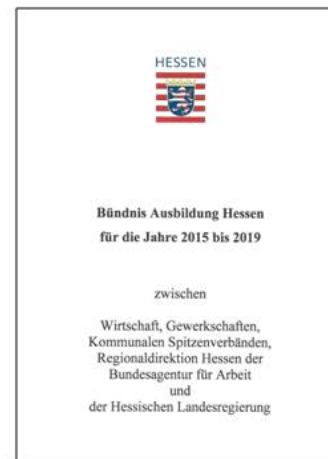 HESSEN
Bündnis Ausbildung Hessen
für die Jahre 2015 bis 2019
zwischen
Wirtschaft, Gewerkschaften,
Kommunalen Spitzenverbänden,
Regionaldirektion Hessen der
Bundesagentur für Arbeit
und
der Hessischen Landesregierung